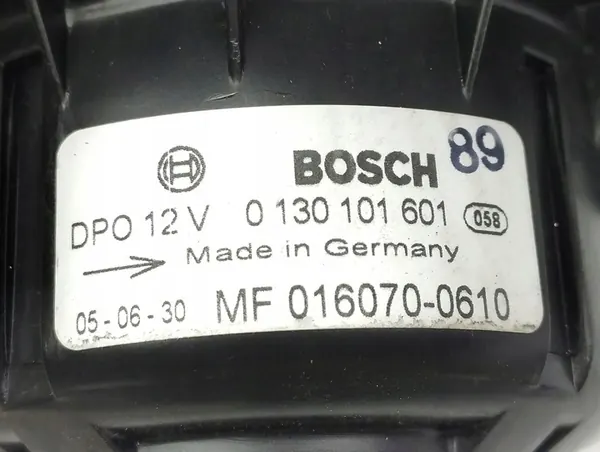 BOSCH 89
DPO 12 V 0 130 101 601 058
Made in Germany
05-06-30 MF 016070-0610